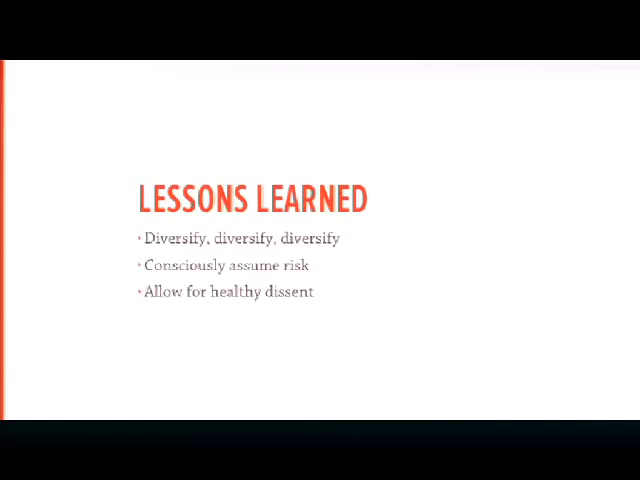 LESSONS LEARNED
• Diversify, diversify, diversify
• Consciously assume risk
• Allow for healthy dissent